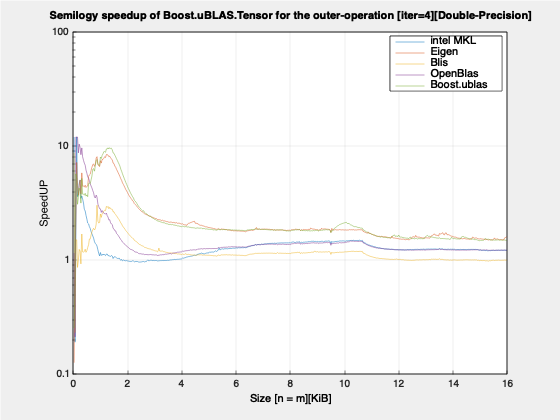 Semilogy speedup of Boost.uBLAS.Tensor for the outer-operation [iter=4][Double-Precision]
100
intel MKL
Eigen
Blis
OpenBlas
Boost.ublas
10
SpeedUP
1
0.1
0 2 4 6 8 10 12 14 16
Size [n = m][KiB]